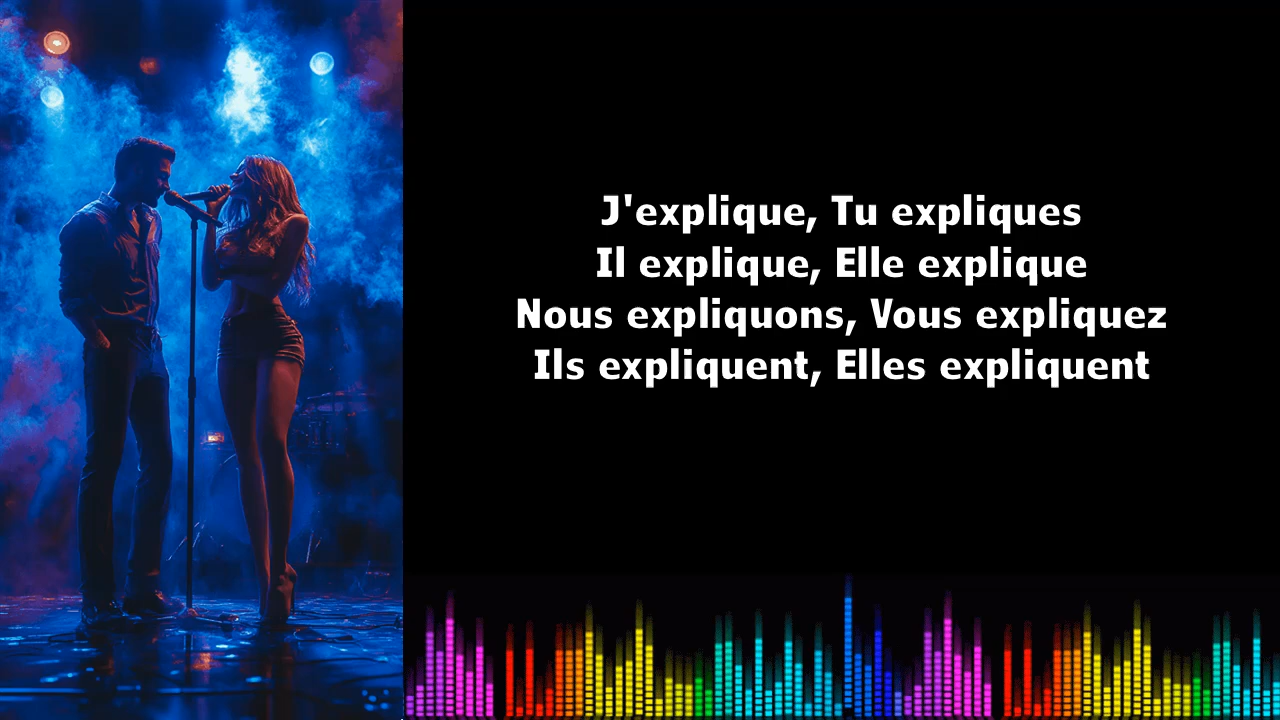 J'explique, Tu expliques
Il explique, Elle explique
Nous expliquons, Vous expliquez
Ils expliquent, Elles expliquent